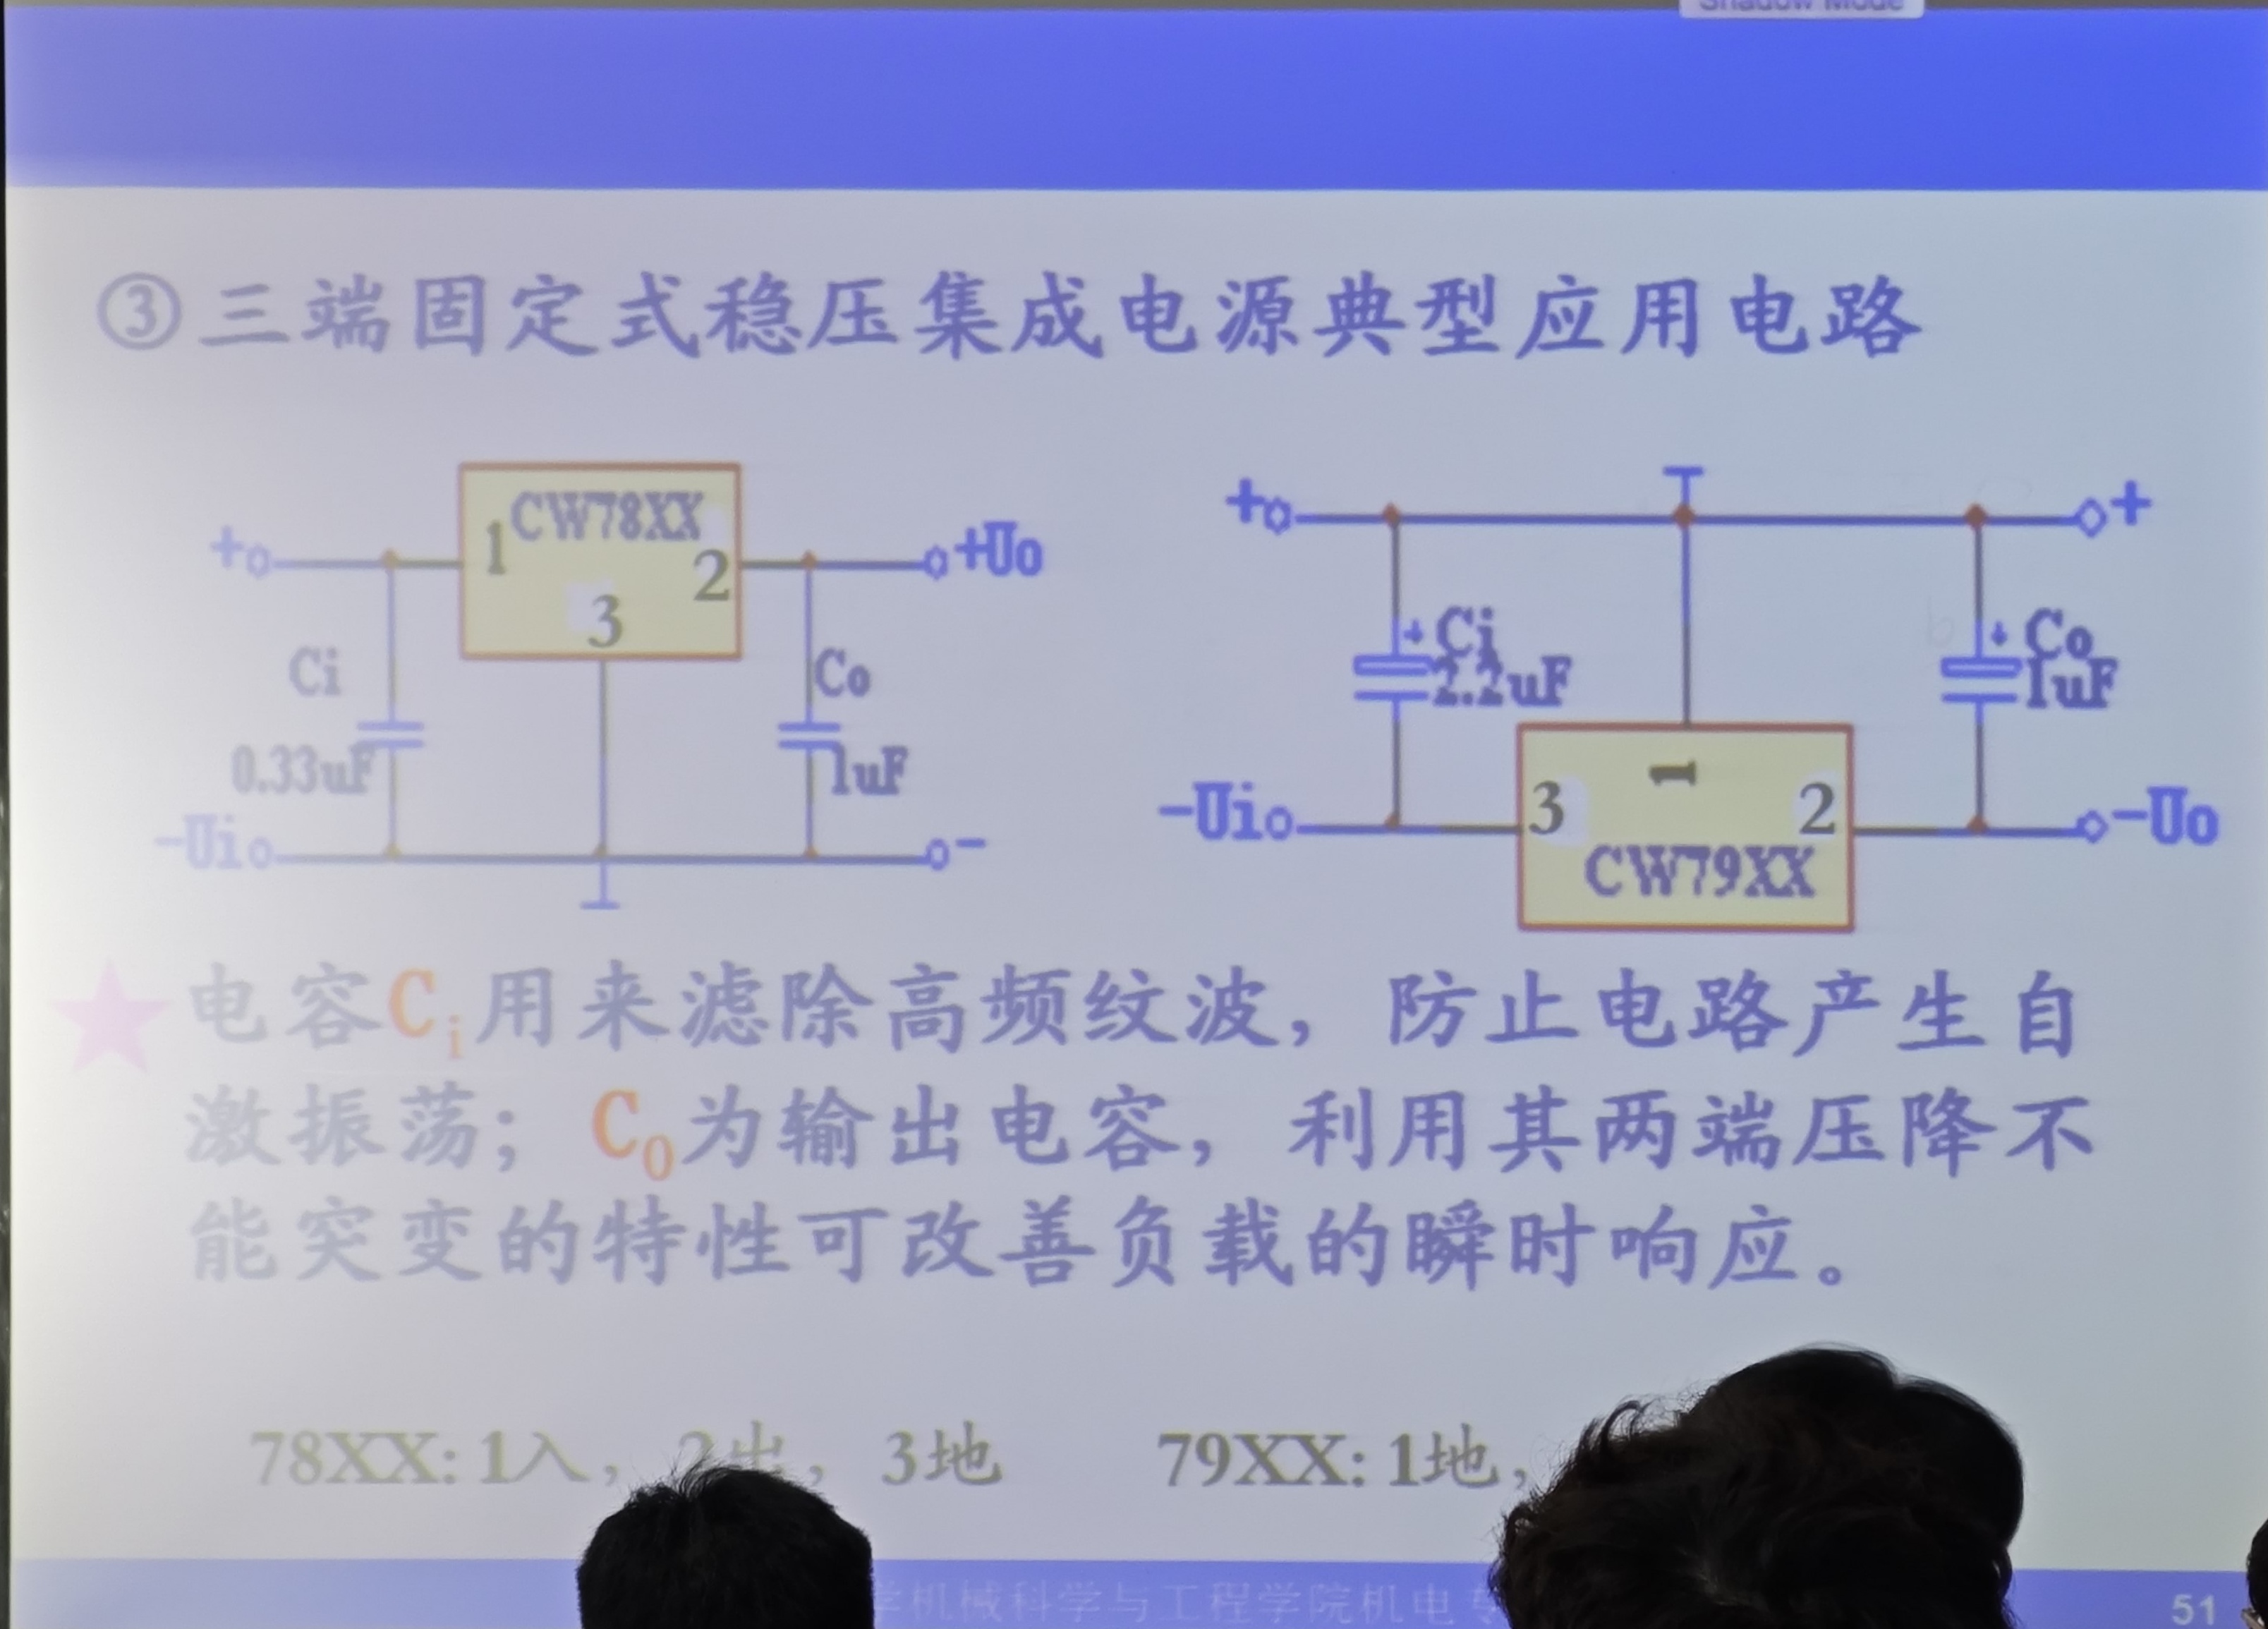 Shadow Mode
③三端固定式稳压集成电源典型应用电路
CW78XX
1
2
3
+
+Uo
Ci
0.33uF
Co
1uF
-Ui
-
+
+
+ Ci
2.2uF
+ Co
1uF
-Ui
3
1
2
CW79XX
-Uo
电容Ci用来滤除高频纹波，防止电路产生自
激振荡；C0为输出电容，利用其两端压降不
能突变的特性可改善负载的瞬时响应。
78XX: 1入，2出，3地
79XX: 1地，
学机械科学与工程学院机电专
51